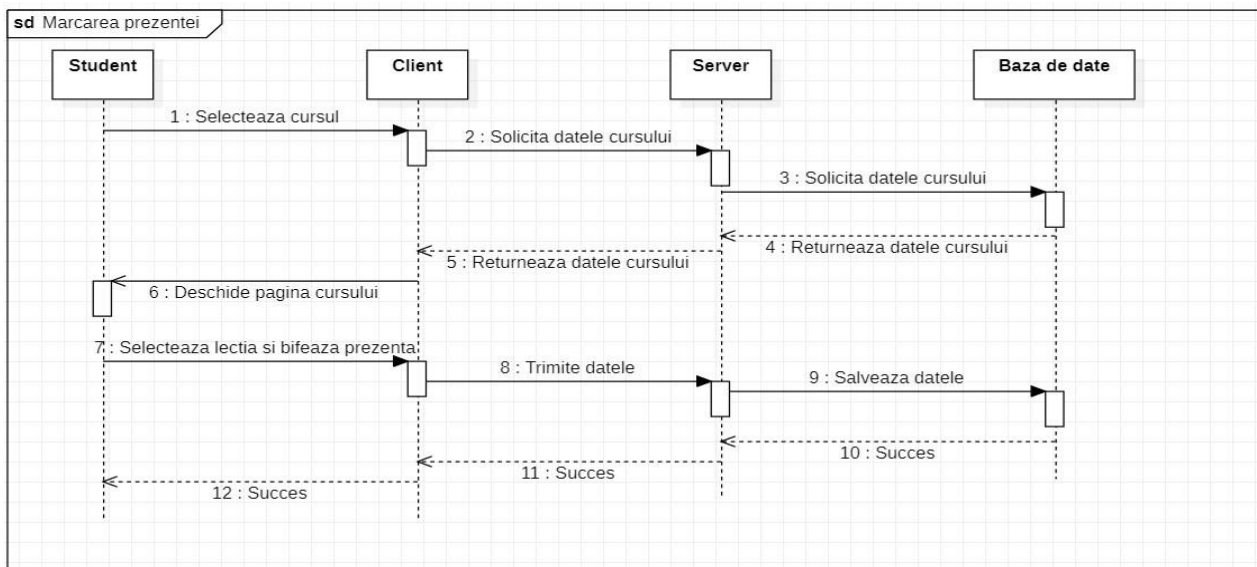 sd Marcarea prezentei
Student
Client
Server
Baza de date
1 : Selecteaza cursul
2 : Solicita datele cursului
3 : Solicita datele cursului
4 : Returneaza datele cursului
5 : Returneaza datele cursului
6 : Deschide pagina cursului
7 : Selecteaza lectia si bifeaza prezenta
8 : Trimite datele
9 : Salveaza datele
10 : Succes
11 : Succes
12 : Succes